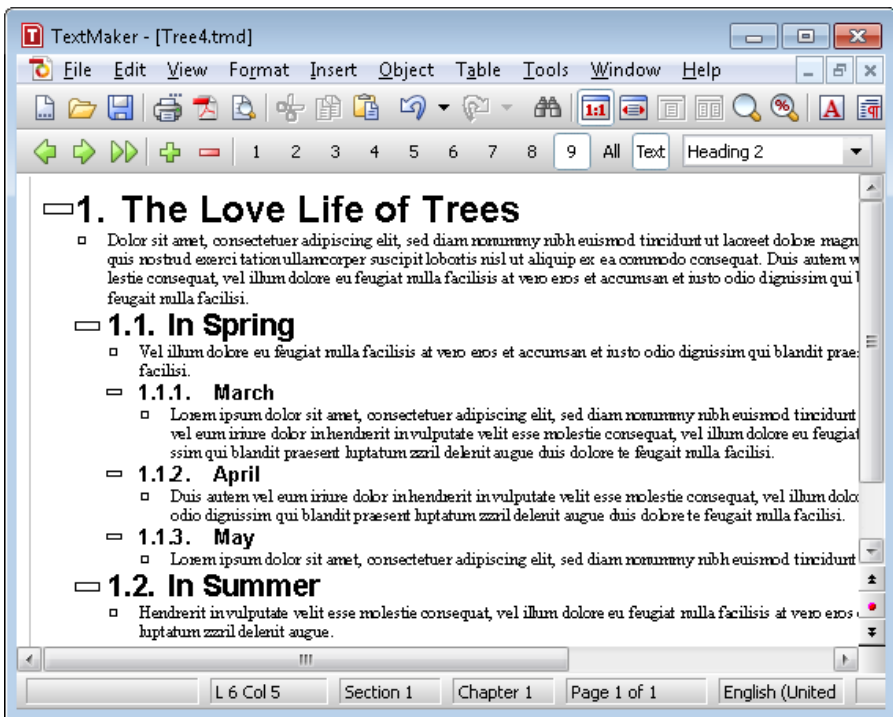 TextMaker - [Tree4.tmd]
File Edit View Format Insert Object Table Tools Window Help
1:1 % A
1 2 3 4 5 6 7 8 9 All Text Heading 2
1. The Love Life of Trees
Dolor sit amet, consectetuer adipiscing elit, sed diam nonummy nibh euismod tincidunt ut laoreet dolore magn
quis nostrud exerci tation ullamcorper suscipit lobortis nisl ut aliquip ex ea commodo consequat. Duis autem v
lestie consequat, vel illum dolore eu feugiat nulla facilisis at vero eros et accumsan et iusto odio dignissim qui b
feugait nulla facilisi.
1.1. In Spring
Vel illum dolore eu feugiat nulla facilisis at vero eros et accumsan et iusto odio dignissim qui blandit praes
facilisi.
1.1.1. March
Lorem ipsum dolor sit amet, consectetuer adipiscing elit, sed diam nonummy nibh euismod tincidunt
vel eum iriure dolor in hendrerit in vulputate velit esse molestie consequat, vel illum dolore eu feugiat
ssim qui blandit praesent luptatum zzril delenit augue duis dolore te feugait nulla facilisi.
1.1.2. April
Duis autem vel eum iriure dolor in hendrerit in vulputate velit esse molestie consequat, vel illum dolo
odio dignissim qui blandit praesent luptatum zzril delenit augue duis dolore te feugait nulla facilisi.
1.1.3. May
Lorem ipsum dolor sit amet, consectetuer adipiscing elit, sed diam nonummy nibh euismod tincidunt
1.2. In Summer
Hendrerit in vulputate velit esse molestie consequat, vel illum dolore eu feugiat nulla facilisis at vero eros
luptatum zzril delenit augue.
L 6 Col 5 Section 1 Chapter 1 Page 1 of 1 English (United